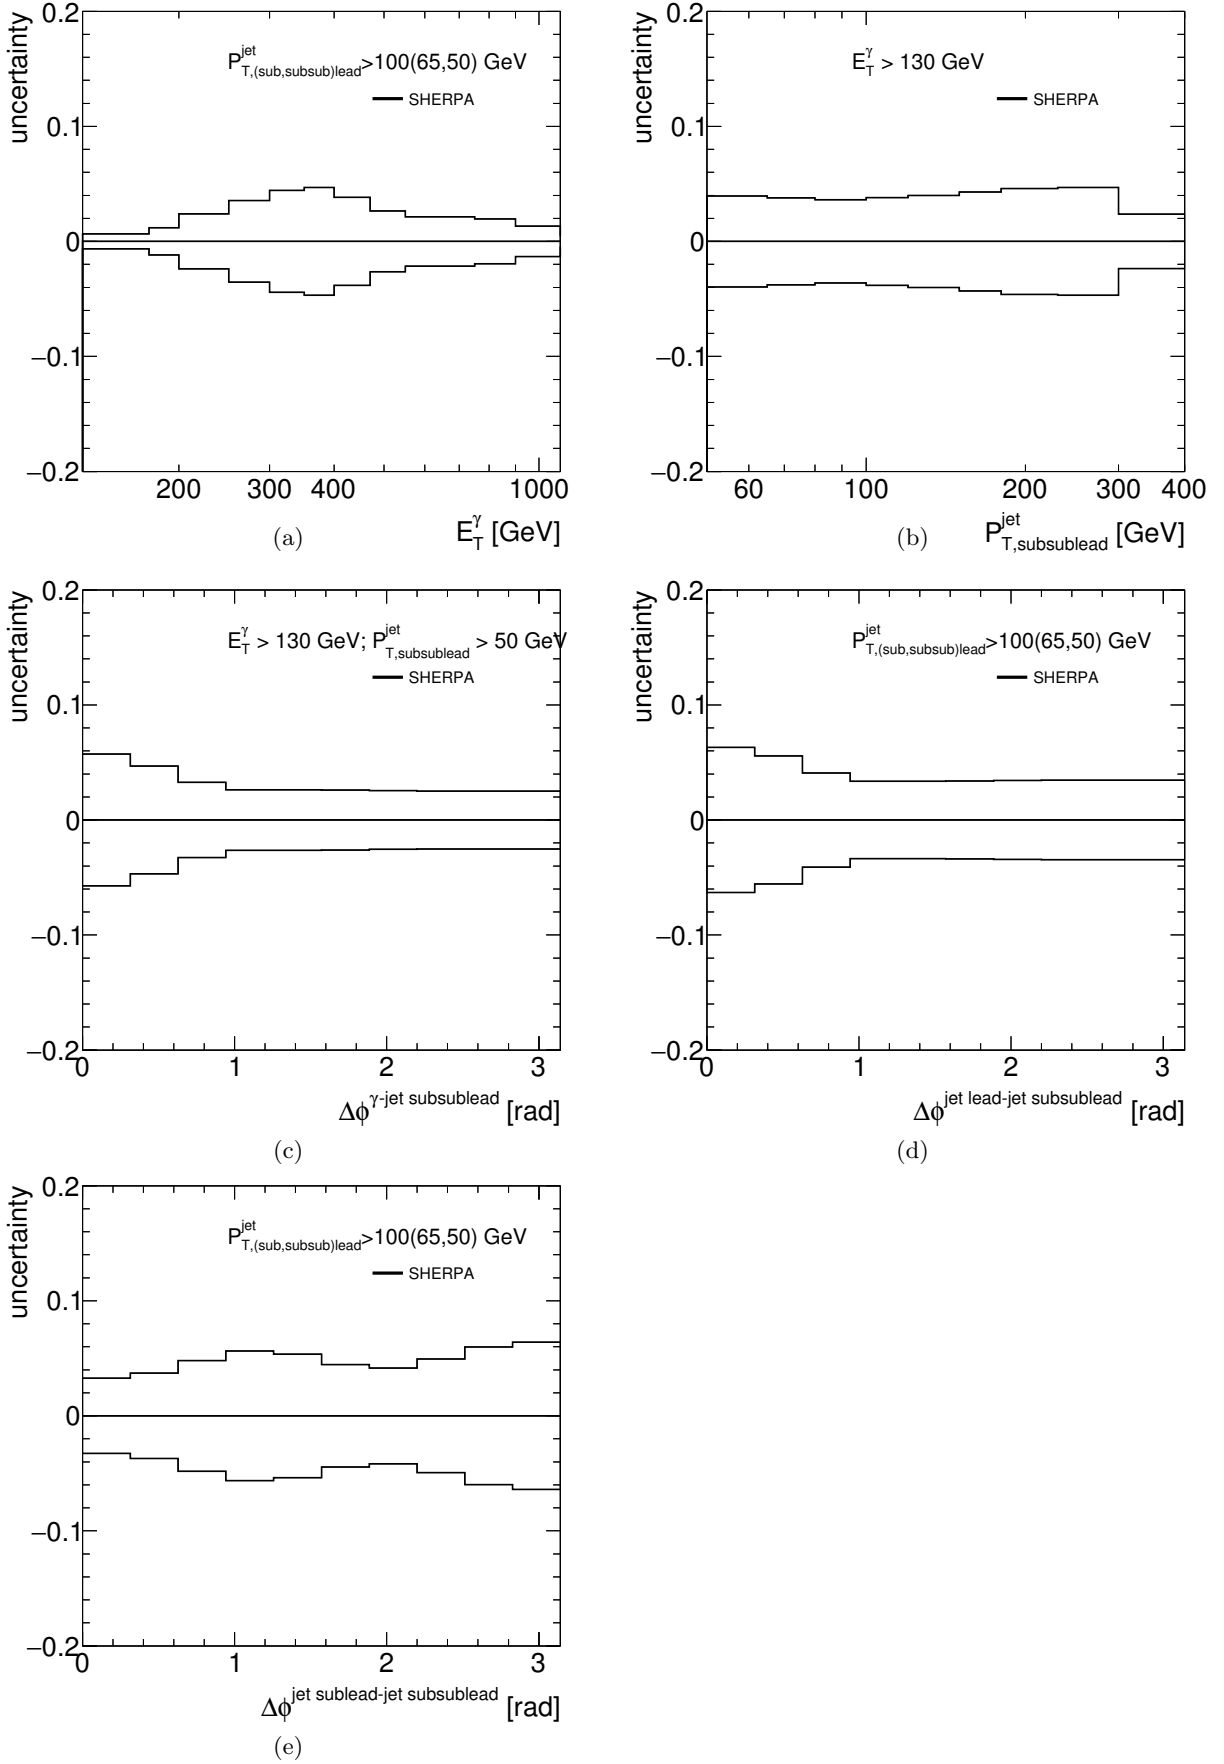 uncertainty
0.2
0.1
0
−0.1
−0.2
P^jet_T,(sub,subsub)lead>100(65,50) GeV
SHERPA
200 300 400 1000
E_T^γ [GeV]
(a)
uncertainty
0.2
0.1
0
−0.1
−0.2
E_T^γ > 130 GeV
SHERPA
60 100 200 300 400
P^jet_T,subsublead [GeV]
(b)
uncertainty
0.2
0.1
0
−0.1
−0.2
E_T^γ > 130 GeV; P^jet_T,subsublead > 50 GeV
SHERPA
0 1 2 3
Δϕ^γ-jet subsublead [rad]
(c)
uncertainty
0.2
0.1
0
−0.1
−0.2
P^jet_T,(sub,subsub)lead>100(65,50) GeV
SHERPA
0 1 2 3
Δϕ^jet lead-jet subsublead [rad]
(d)
uncertainty
0.2
0.1
0
−0.1
−0.2
P^jet_T,(sub,subsub)lead>100(65,50) GeV
SHERPA
0 1 2 3
Δϕ^jet sublead-jet subsublead [rad]
(e)